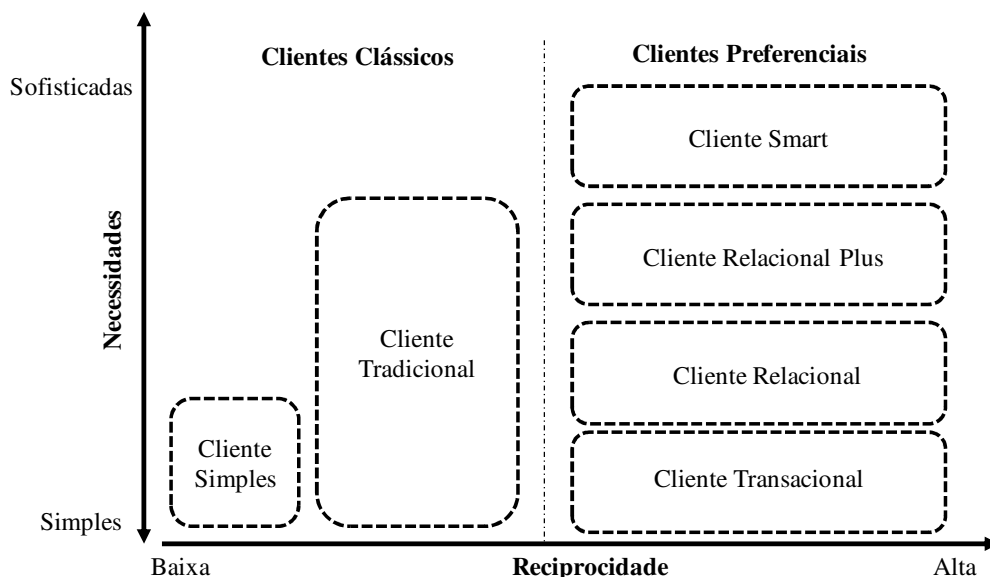 Clientes Clássicos
Clientes Preferenciais
Sofisticadas
Cliente Smart
Necessidades
Cliente Relacional Plus
Cliente
Tradicional
Cliente Relacional
Cliente
Simples
Cliente Transacional
Simples
Baixa
Reciprocidade
Alta